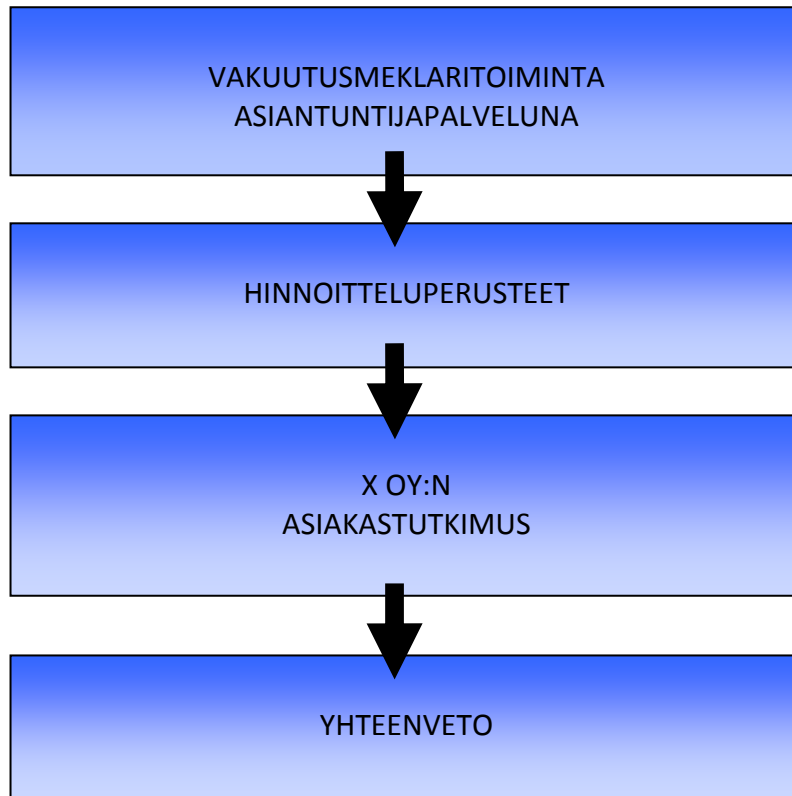 VAKUUTUSMEKLARITOIMINTA
ASIANTUNTIJAPALVELUNA
HINNOITTELUPERUSTEET
X OY:N
ASIAKASTUTKIMUS
YHTEENVETO